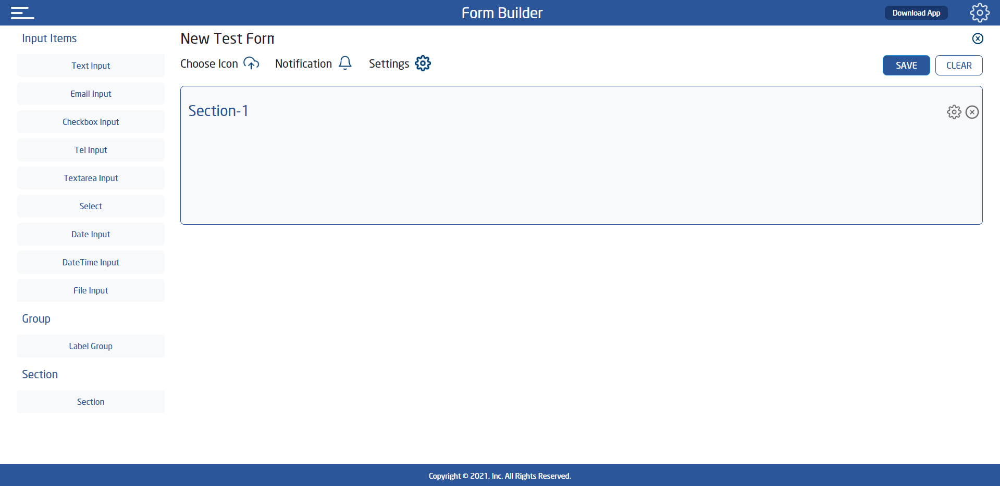 Form Builder
Download App
Input Items
Text Input
Email Input
Checkbox Input
Tel Input
Textarea Input
Select
Date Input
DateTime Input
File Input
Group
Label Group
Section
Section
New Test Form
Choose Icon
Notification
Settings
SAVE
CLEAR
Section-1
Copyright © 2021, Inc. All Rights Reserved.